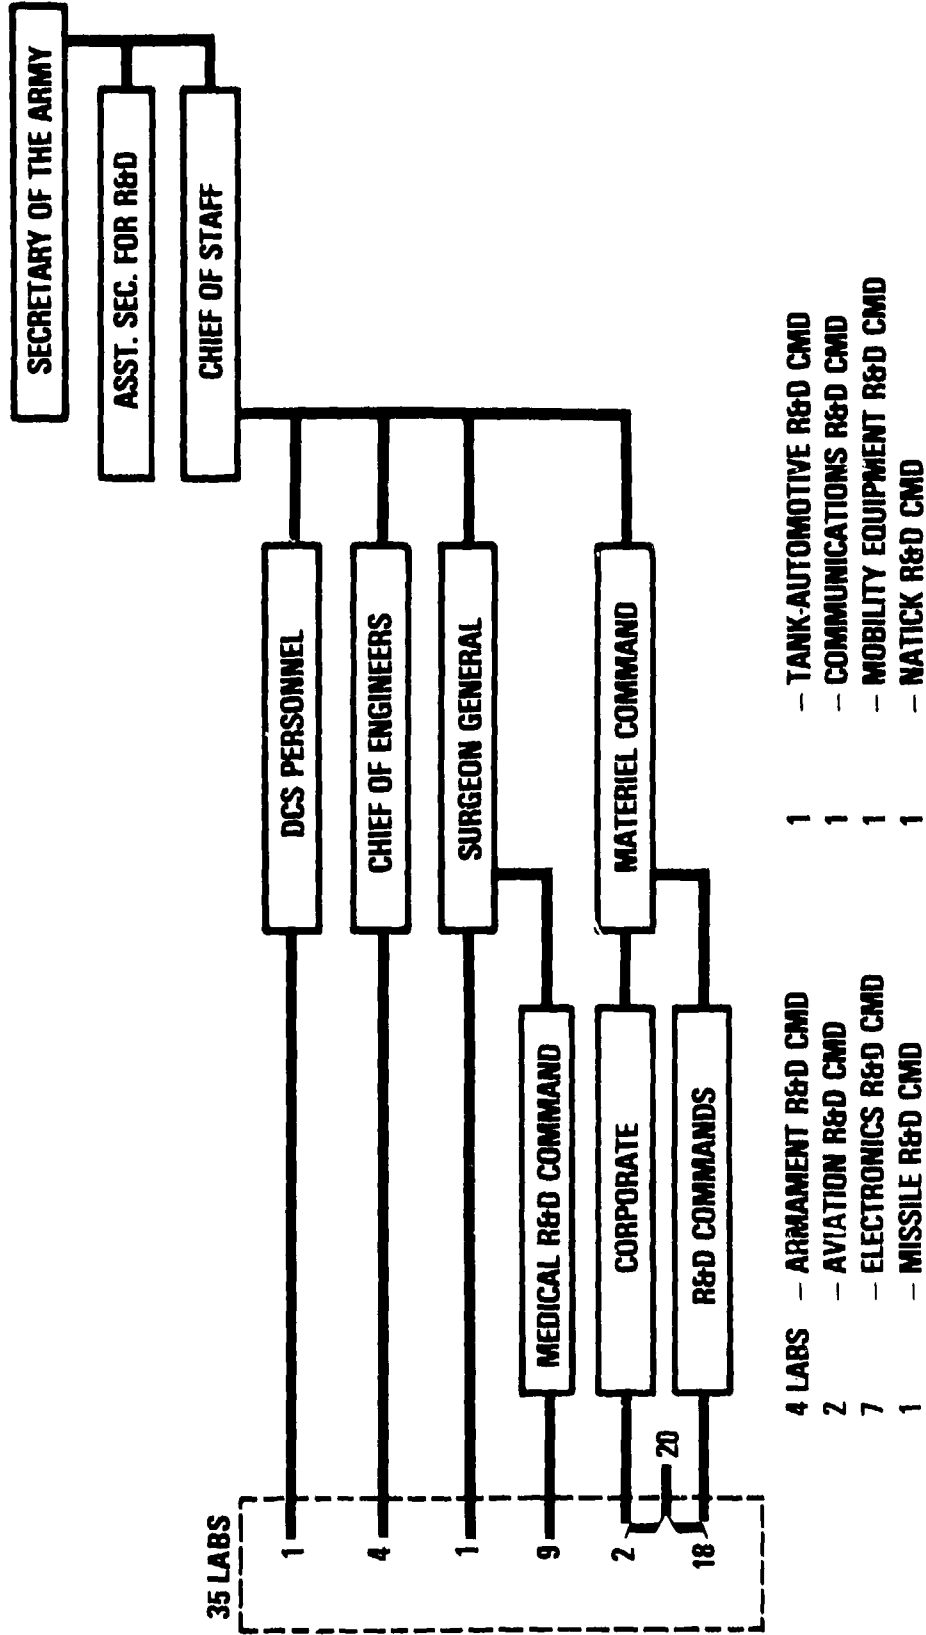 SECRETARY OF THE ARMY
ASST. SEC. FOR R&D
CHIEF OF STAFF
DCS PERSONNEL
CHIEF OF ENGINEERS
SURGEON GENERAL
MATERIEL COMMAND
MEDICAL R&D COMMAND
CORPORATE
R&D COMMANDS
35 LABS
1
4
1
9
2
18
20
4 LABS – ARMAMENT R&D CMD
2 – AVIATION R&D CMD
7 – ELECTRONICS R&D CMD
1 – MISSILE R&D CMD
1 – TANK-AUTOMOTIVE R&D CMD
1 – COMMUNICATIONS R&D CMD
1 – MOBILITY EQUIPMENT R&D CMD
1 – NATICK R&D CMD